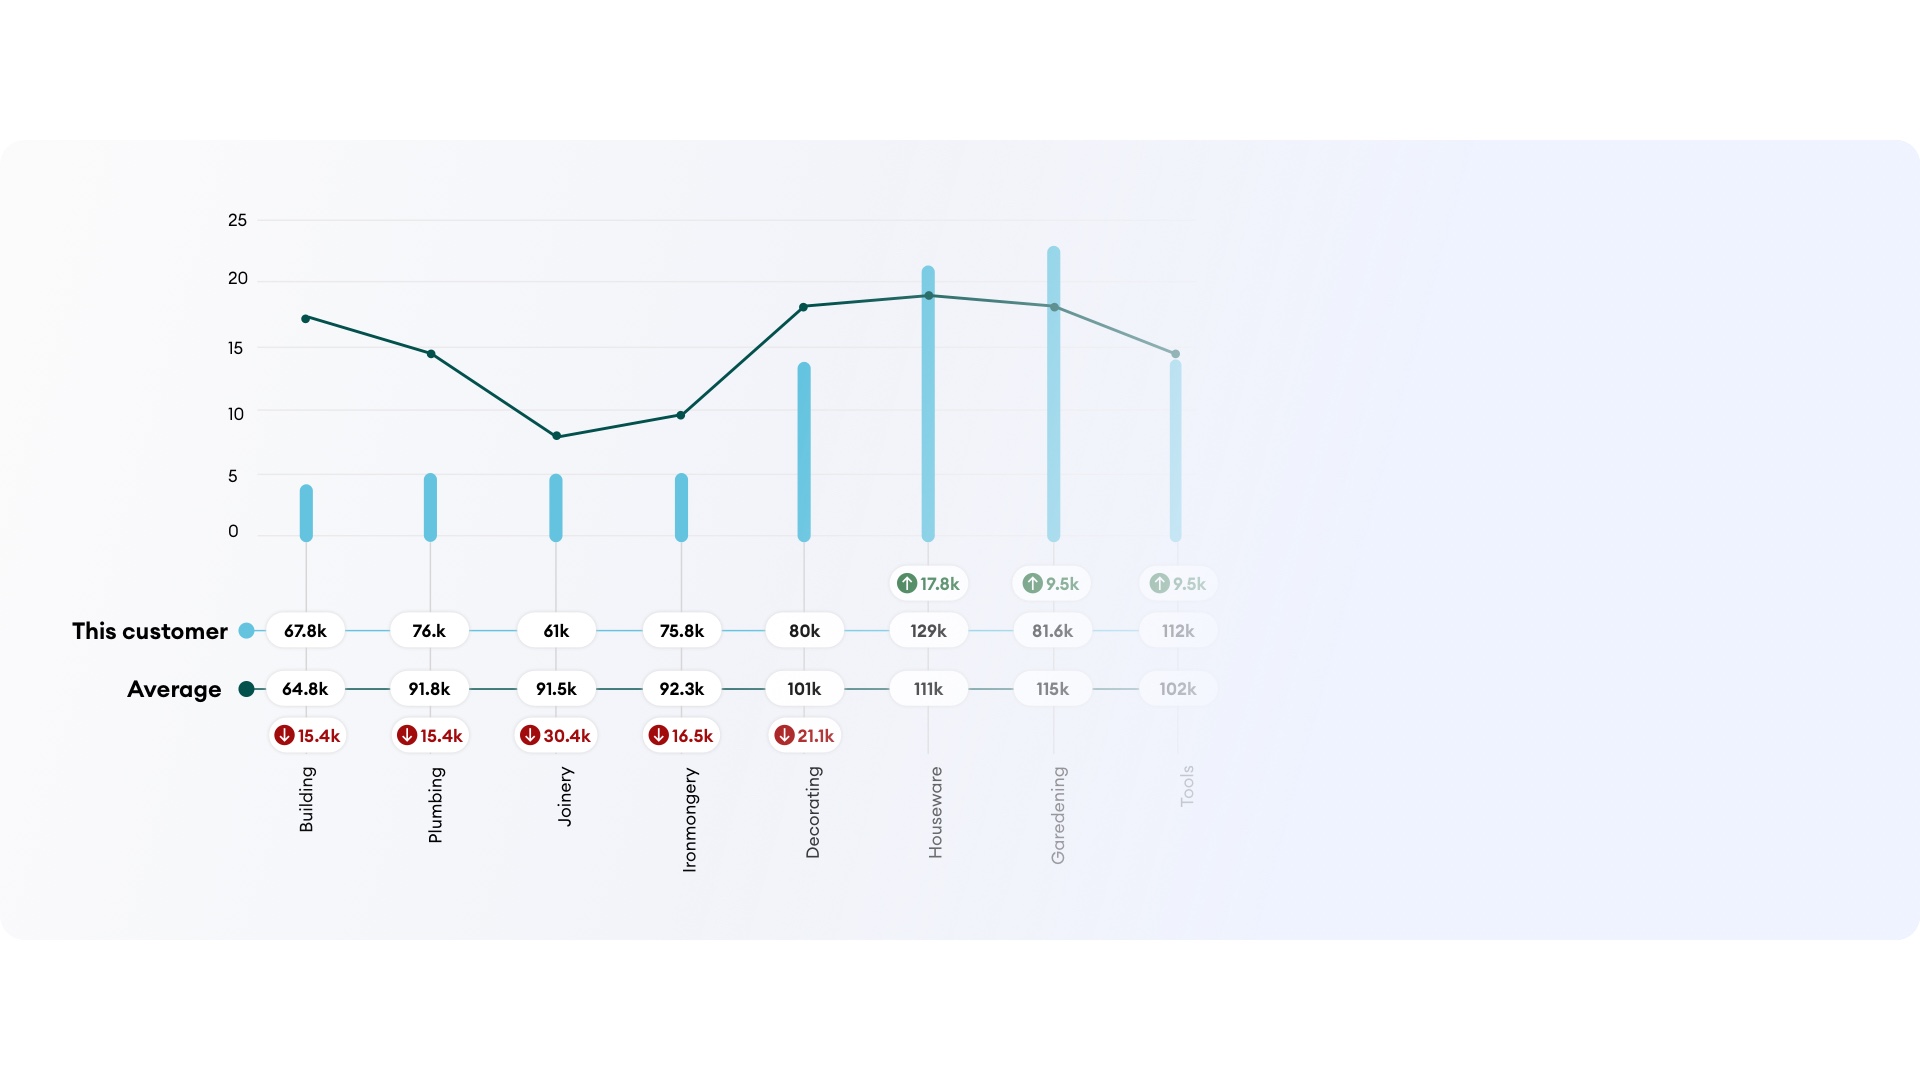 25
20
15
10
5
0
17.8k 9.5k 9.5k
This customer 67.8k 76.k 61k 75.8k 80k 129k 81.6k 112k
Average 64.8k 91.8k 91.5k 92.3k 101k 111k 115k 102k
15.4k 15.4k 30.4k 16.5k 21.1k
Building
Plumbing
Joinery
Ironmongery
Decorating
Houseware
Garedening
Tools